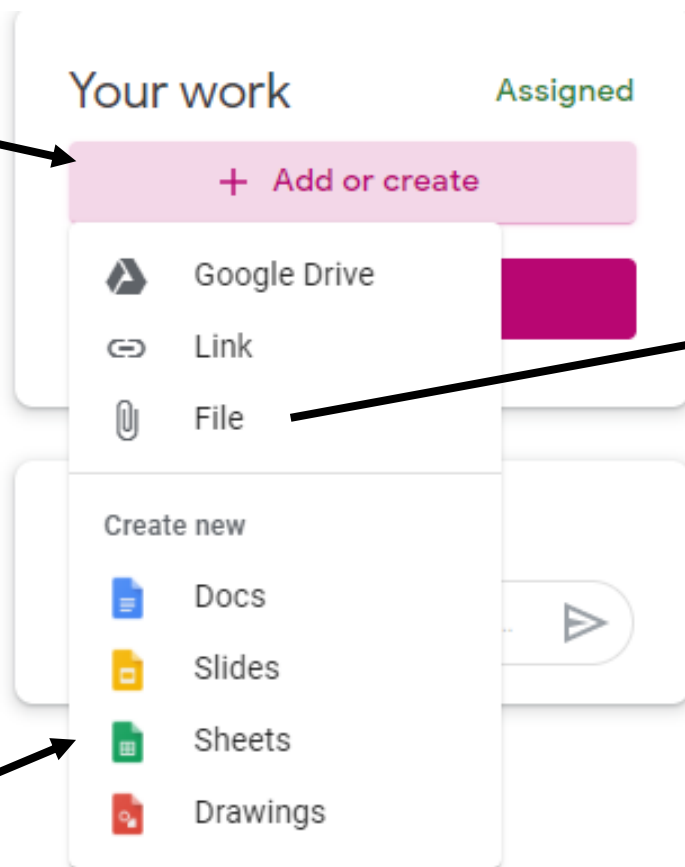 Your work Assigned
+ Add or create
Google Drive
Link
File
Create new
Docs
Slides
Sheets
Drawings